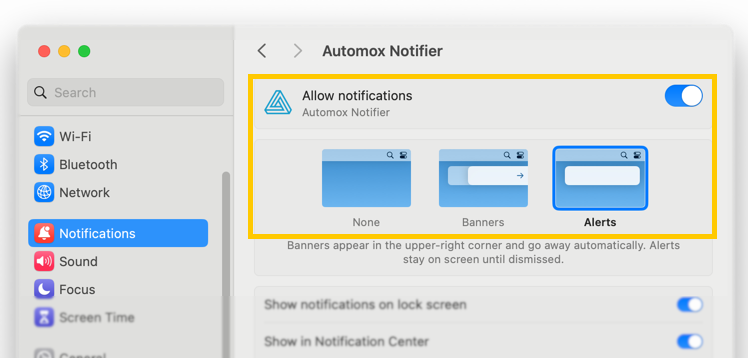 Automox Notifier
Search
Allow notifications
Automox Notifier
Wi-Fi
Bluetooth
Network
Notifications
Sound
Focus
Screen Time
General
None
Banners
Alerts
Banners appear in the upper-right corner and go away automatically. Alerts
stay on screen until dismissed.
Show notifications on lock screen
Show in Notification Center